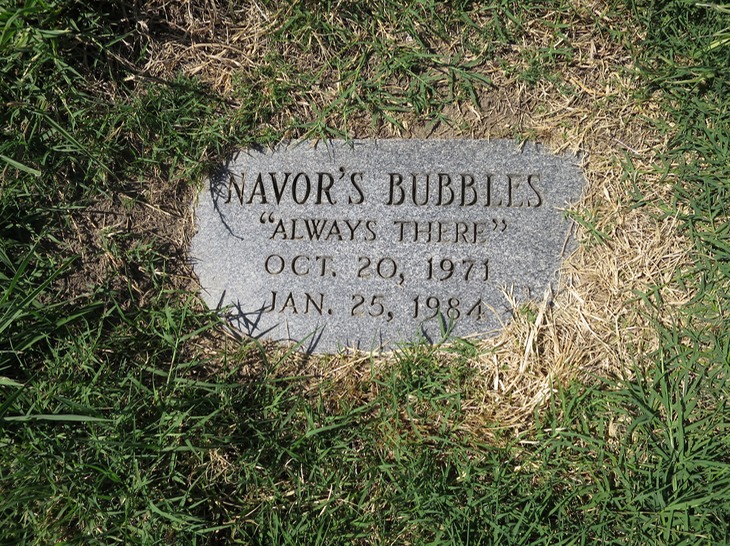 NAVOR'S BUBBLES
"ALWAYS THERE"
OCT. 20, 1971
JAN. 25, 1984